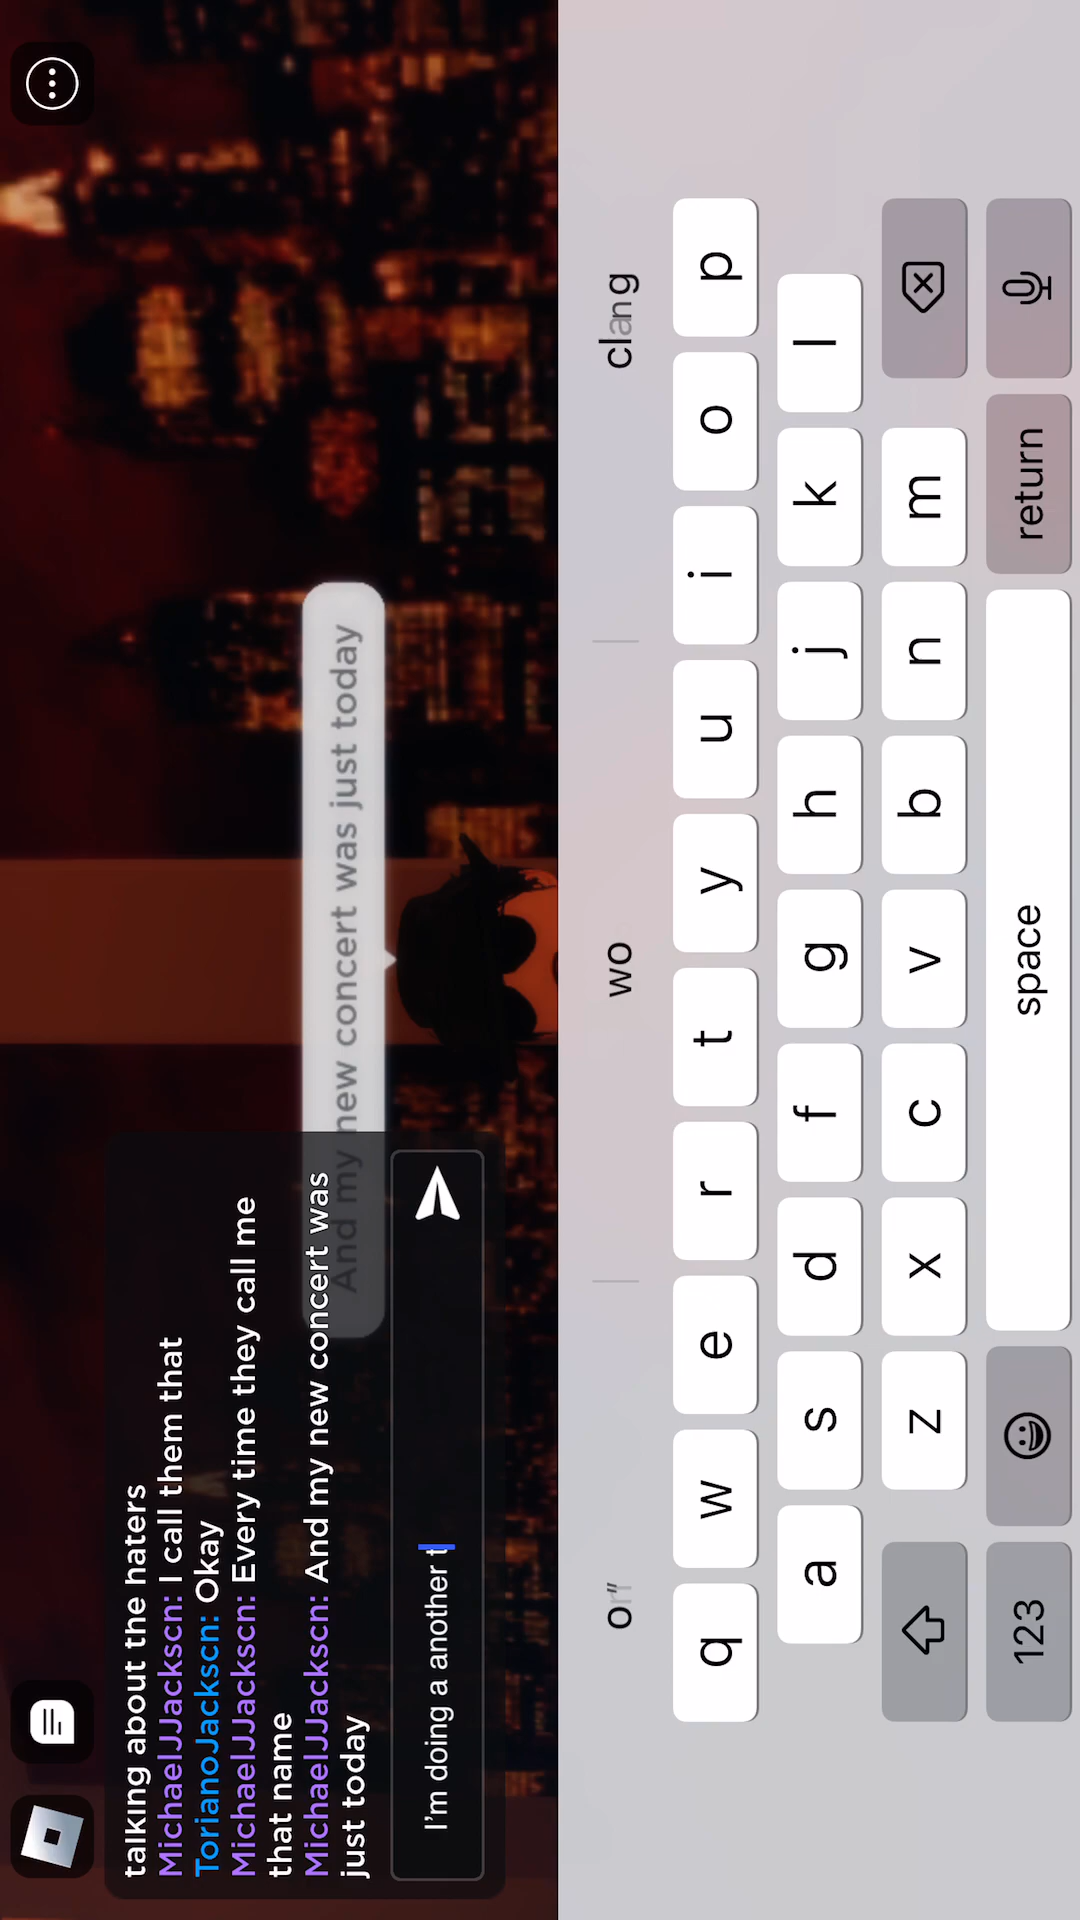 talking about the haters
MichaelJJackscn: I call them that
TorianoJackscn: Okay
MichaelJJackscn: Every time they call me
that name
MichaelJJackscn: And my new concert was
just today
And my new concert was just today
I'm doing a another t
or"
wo
clang
q w e r t y u i o p
a s d f g h j k l
z x c v b n m
123 space return